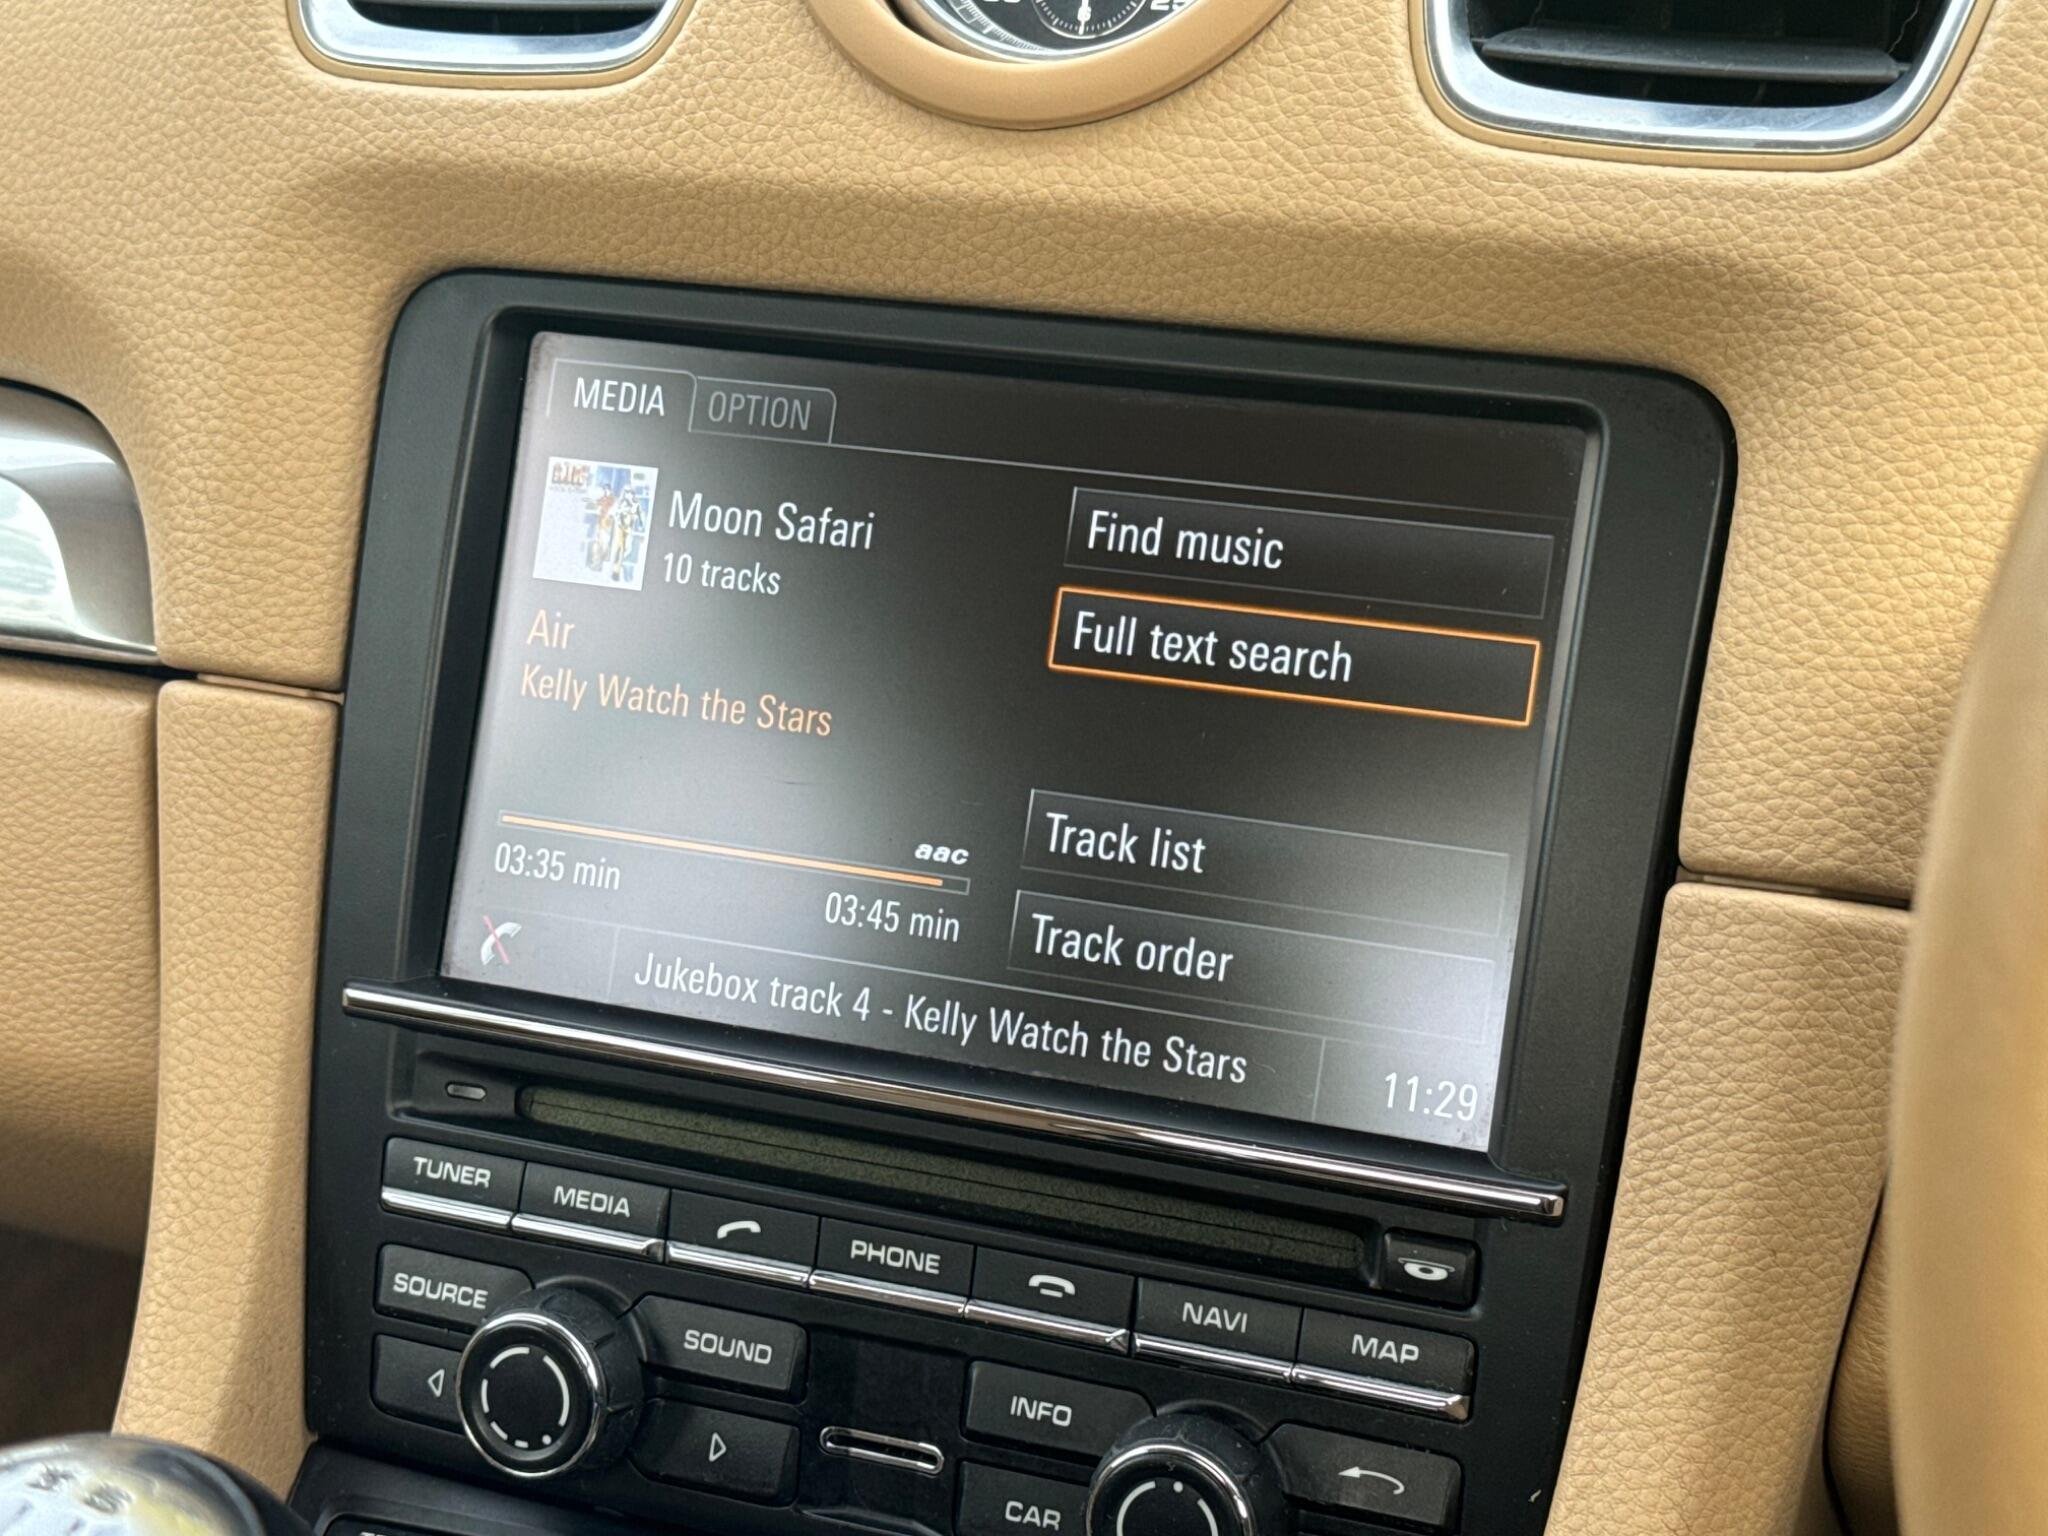 25
6
MEDIA
OPTION
Moon Safari
10 tracks
Find music
Full text search
Air
Kelly Watch the Stars
aac
03:35 min
03:45 min
Track list
Track order
Jukebox track 4 - Kelly Watch the Stars
11:29
TUNER
MEDIA
PHONE
NAVI
MAP
SOURCE
SOUND
INFO
CAR